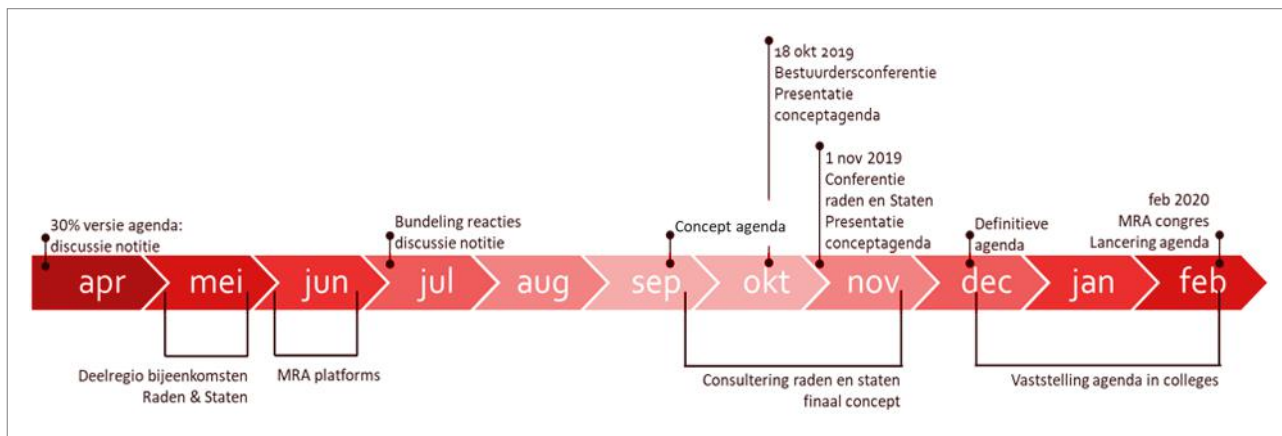 18 okt 2019
Bestuurdersconferentie
Presentatie
conceptagenda
1 nov 2019
Conferentie
raden en Staten
Presentatie
conceptagenda
30% versie agenda:
discussie notitie
Bundeling reacties
discussie notitie
Concept agenda
Definitieve
agenda
feb 2020
MRA congres
Lancering agenda
apr
mei
jun
jul
aug
sep
okt
nov
dec
jan
feb
Deelregio bijeenkomsten
Raden & Staten
MRA platforms
Consultering raden en staten
finaal concept
Vaststelling agenda in colleges